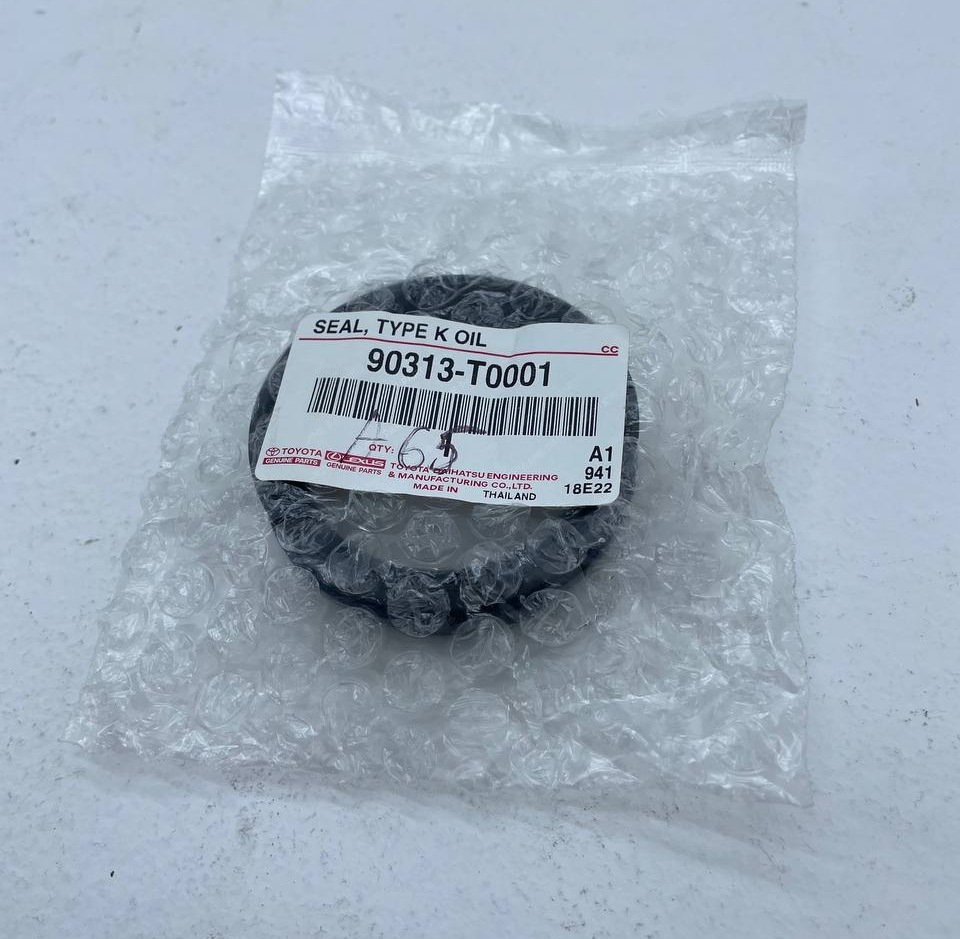 SEAL, TYPE K OIL
CC
90313-T0001
A65
QTY:
TOYOTA
GENUINE PARTS
LEXUS
GENUINE PARTS
TOYOTA DAIHATSU ENGINEERING
& MANUFACTURING CO.,LTD.
MADE IN THAILAND
A1
941
18E22